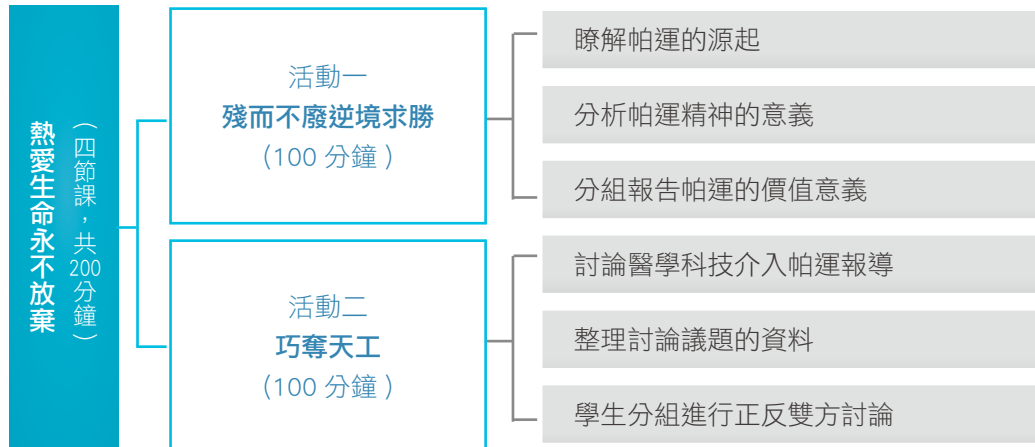 熱愛生命永不放棄
（四節課，共200分鐘）
活動一
殘而不廢逆境求勝
（100 分鐘）
瞭解帕運的源起
分析帕運精神的意義
分組報告帕運的價值意義
活動二
巧奪天工
（100 分鐘）
討論醫學科技介入帕運報導
整理討論議題的資料
學生分組進行正反雙方討論